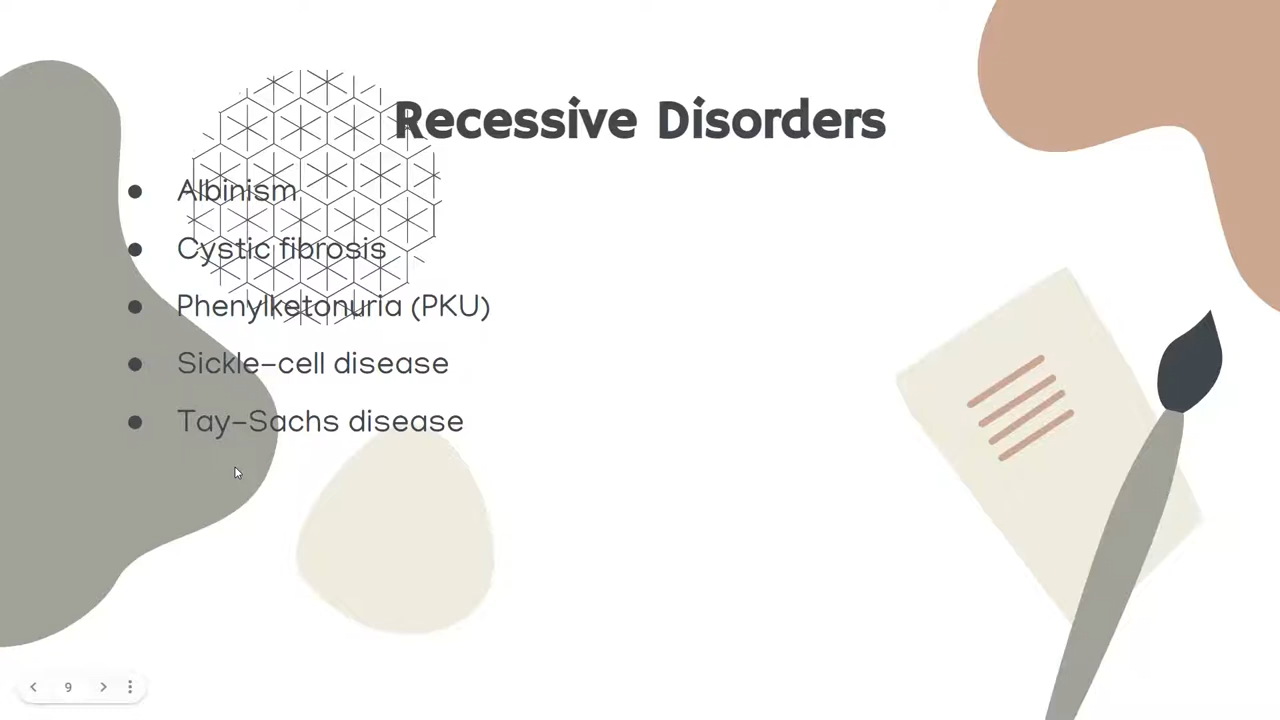 Recessive Disorders
● Albinism
● Cystic fibrosis
● Phenylketonuria (PKU)
● Sickle-cell disease
● Tay-Sachs disease
9